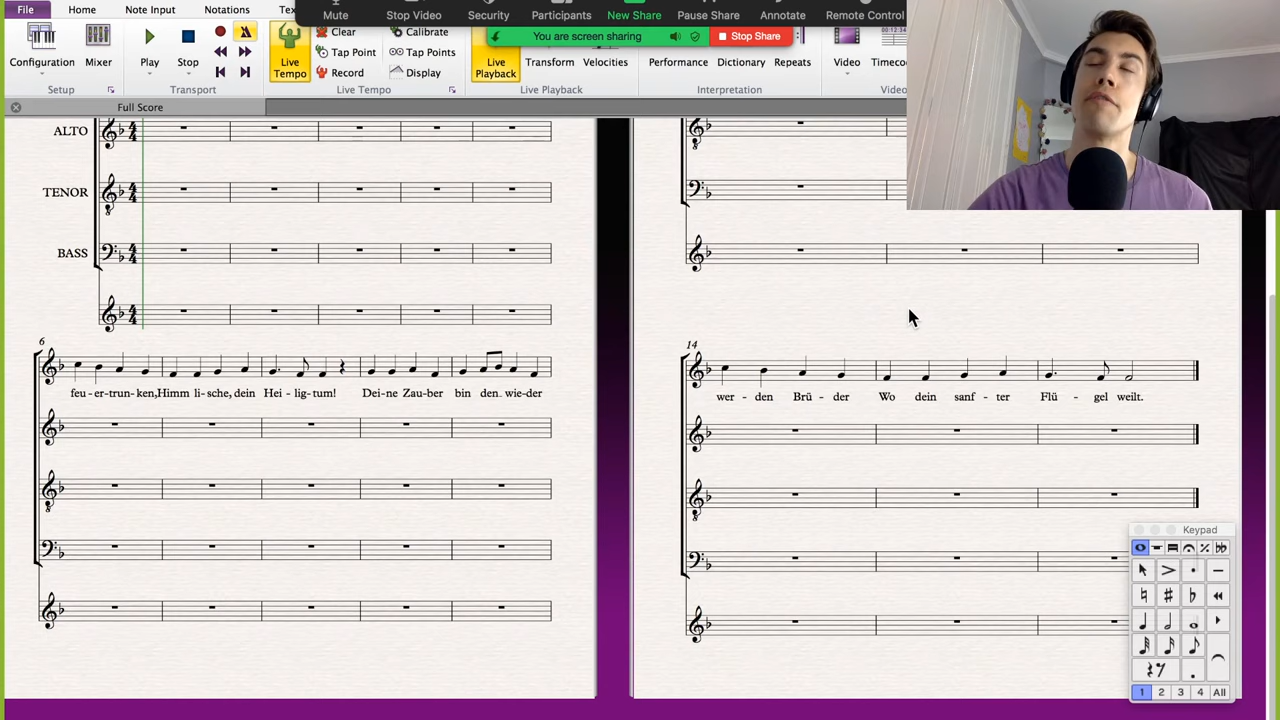 File Home Note Input Notations
Mute Stop Video Security Participants New Share Pause Share Annotate Remote Control
You are screen sharing Stop Share
Configuration Mixer Play Stop
Live Tempo Clear Tap Point Record Calibrate Tap Points Display
Live Playback Transform Velocities Performance Dictionary Repeats Video
Setup Transport Live Tempo Live Playback Interpretation Video
Full Score
ALTO
TENOR
BASS
6
feu-er-trun-ken,Himm li-sche, dein Hei-lig-tum! Dei-ne Zau-ber bin den wie-der
14
wer-den Brü-der Wo dein sanf-ter Flü-gel weilt.
Keypad
1 2 3 4 All